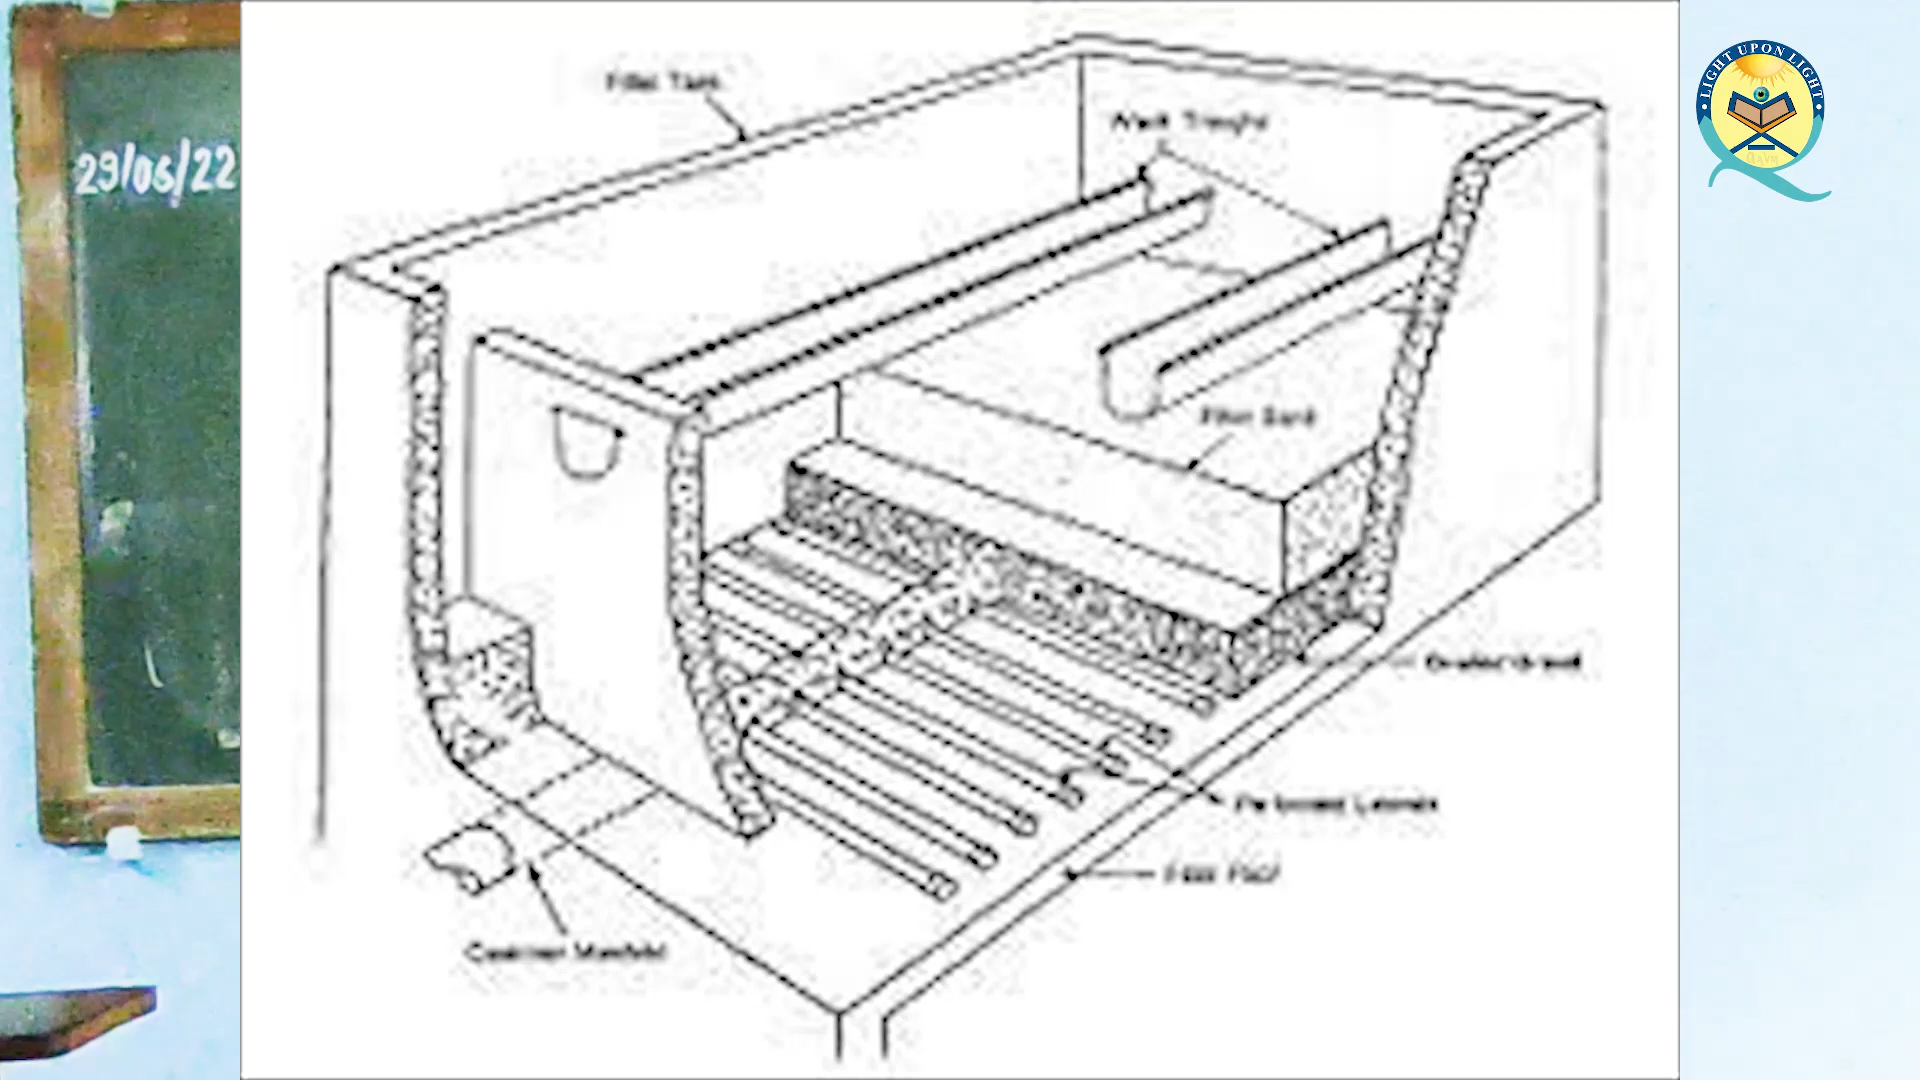 29/06/22
Filter Tank
Wash Troughs
Filter Sand
Graded Gravel
Perforated Laterals
Filter Floor
Cast-iron Manifold
LIGHT UPON LIGHT